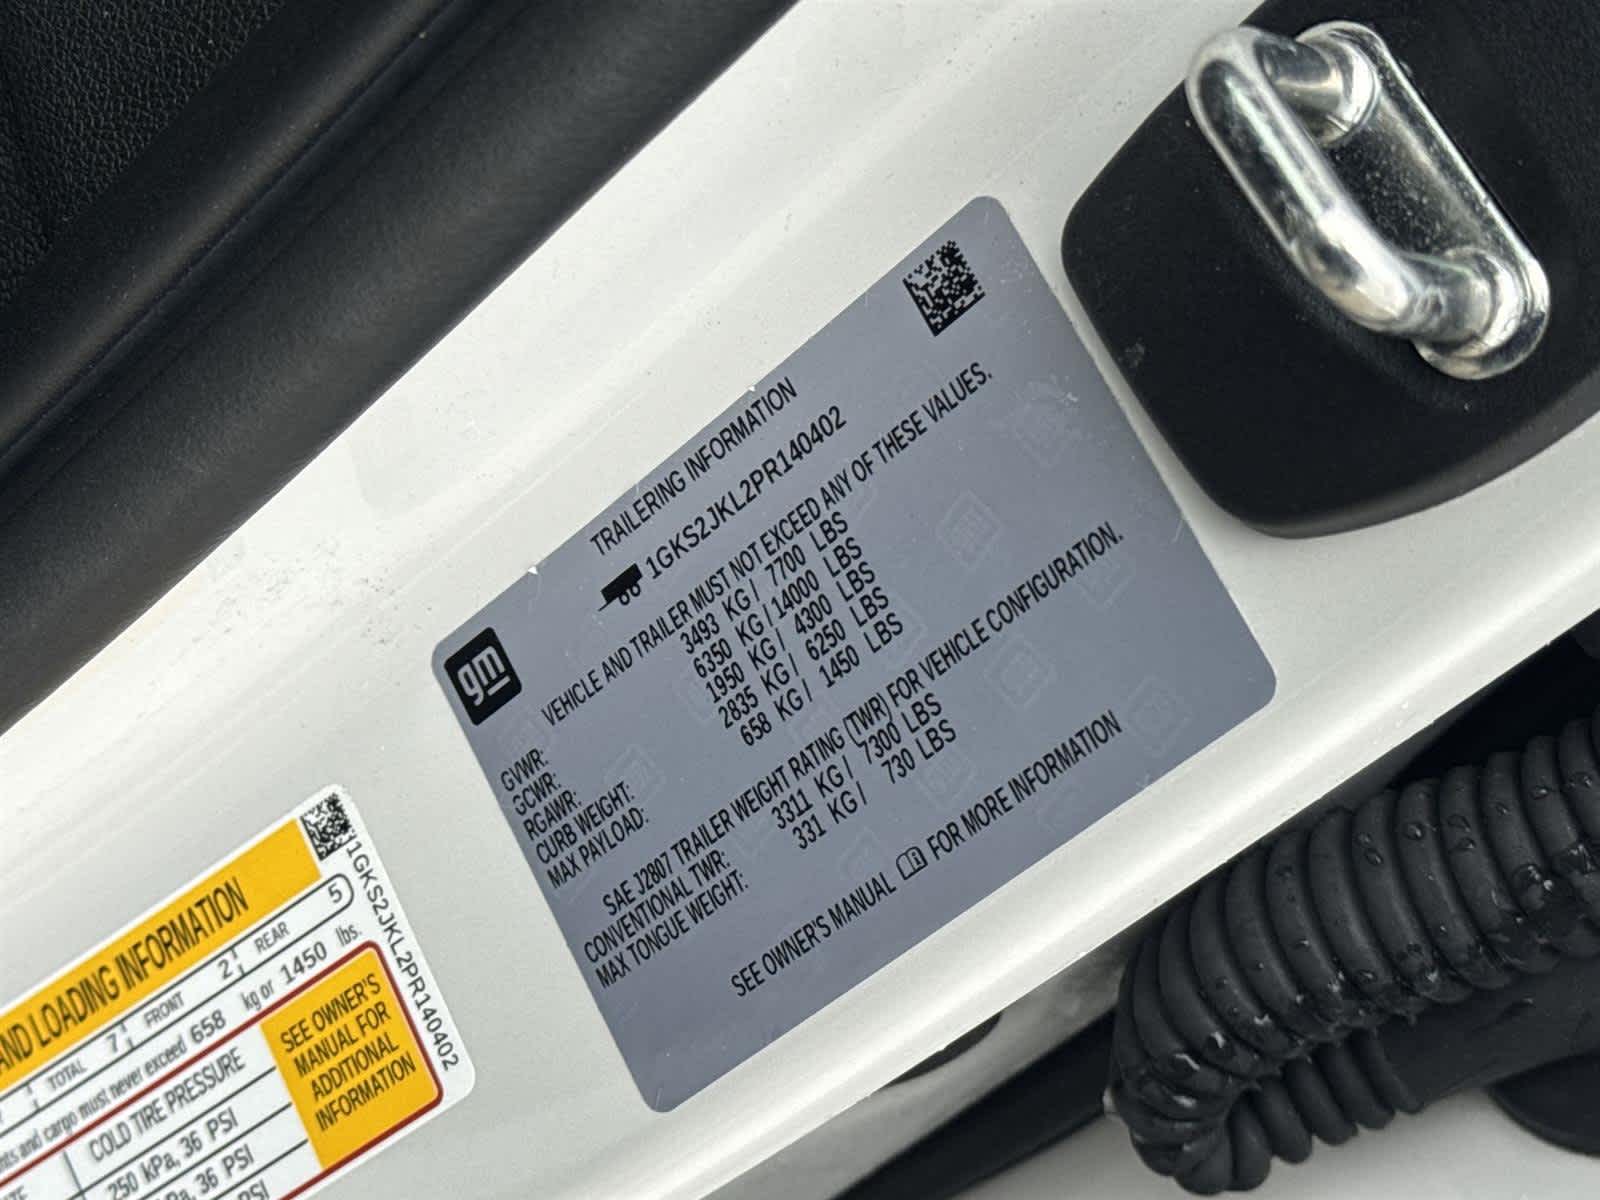 TRAILERING INFORMATION
1GKS2JKL2PR140402
gm
VEHICLE AND TRAILER MUST NOT EXCEED ANY OF THESE VALUES.
GVWR: 3493 KG / 7700 LBS
GCWR: 6350 KG / 14000 LBS
RGAWR: 1950 KG / 4300 LBS
CURB WEIGHT: 2835 KG / 6250 LBS
MAX PAYLOAD: 658 KG / 1450 LBS
SAE J2807 TRAILER WEIGHT RATING (TWR) FOR VEHICLE CONFIGURATION.
CONVENTIONAL TWR: 3311 KG / 7300 LBS
MAX TONGUE WEIGHT: 331 KG / 730 LBS
SEE OWNER'S MANUAL FOR MORE INFORMATION
AND LOADING INFORMATION
TOTAL 7 FRONT 2 REAR 5
and cargo must never exceed 658 kg or 1450 lbs.
COLD TIRE PRESSURE
250 kPa, 36 PSI
36 PSI
PSI
SEE OWNER'S
MANUAL FOR
ADDITIONAL
INFORMATION
1GKS2JKL2PR140402